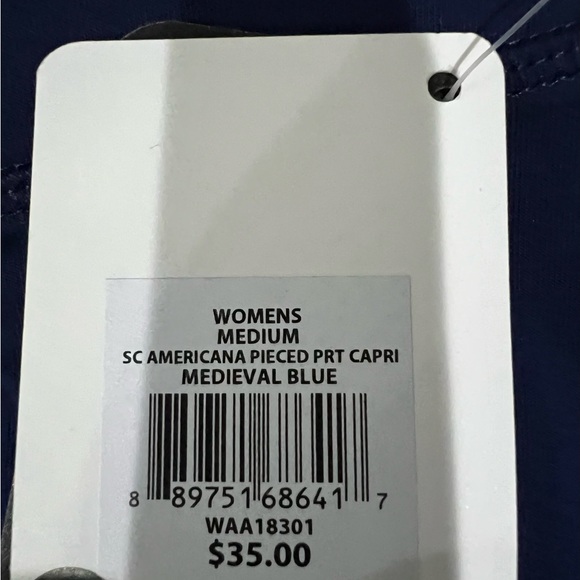 WOMENS
MEDIUM
SC AMERICANA PIECED PRT CAPRI
MEDIEVAL BLUE
8 89751 68641 7
WAA18301
$35.00